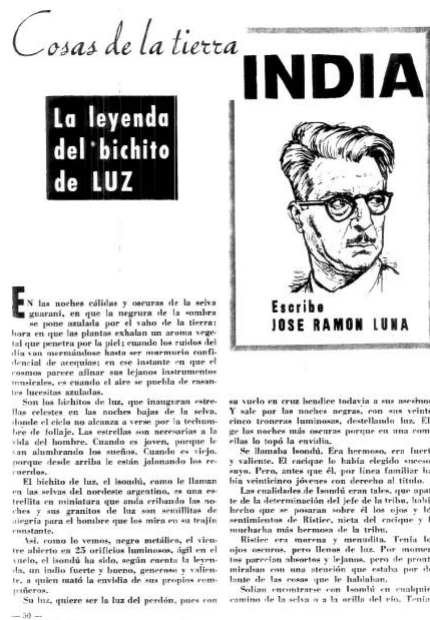 Cosas de la tierra
INDIA
La leyenda
del bichito
de LUZ
Escribe
JOSE RAMON LUNA
EN las noches cálidas y oscuras de la selva
guaraní, en que la negrura de la sombra
se pone azulada por el vaho de la tierra;
hora en que las plantas exhalan un aroma vege-
tal que penetra por la piel; cuando los ruidos del
día van mermándose hasta ser murmurio confi-
dencial de acequias; en ese instante en que el
cosmos parece afinar sus lejanos instrumentos
musicales, es cuando el aire se puebla de rasan-
tes lucesitas azuladas.
Son los bichitos de luz, que inauguran estre-
llas celestes en las noches bajas de la selva,
donde el cielo no alcanza a verse por la techum-
bre de follaje. Las estrellas son necesarias a la
vida del hombre. Cuando es joven, porque le
van alumbrando los sueños. Cuando es viejo,
porque desde arriba le están jalonando los re-
cuerdos.
El bichito de luz, el isondú, como le llaman
en las selvas del nordeste argentino, es una es-
trellita en miniatura que anda cribando las no-
ches y sus granitos de luz son semillitas de
alegría para el hombre que los mira en su trajín
constante.
Así, como lo vemos, negro metálico, el vien-
tre abierto en 25 orificios luminosos, ágil en el
vuelo, el isondú ha sido, según cuenta la leyen-
da, un indio fuerte y bueno, generoso y valien-
te, a quien mató la envidia de sus propios com-
pañeros.
Su luz, quiere ser la luz del perdón, pues con
su vuelo en cruz bendice todavía a sus asesinos
Y sale por las noches negras, con sus veinti
cinco troneras luminosas, destellando luz. El
ge las noches más oscuras porque en una com
ellas lo topó la envidia.
Se llamaba Isondú. Era hermoso, era fuert
y valiente. El cacique lo había elegido suceso
suyo. Pero, antes que él, por línea familiar ha
bía veinticinco jóvenes con derecho al título.
Las cualidades de Isondú eran tales, que apar
te de la determinación del jefe de la tribu, habí
hecho que se posaran sobre él los ojos y lo
sentimientos de Ristiec, nieta del cacique y l
muchacha más hermosa de la tribu.
Ristiec era morena y menudita. Tenía lo
ojos oscuros, pero llenos de luz. Por momen
tos parecían absortos y lejanos, pero de pront
miraban con una atención que estaba por de
lante de las cosas que le hablaban.
Solían encontrarse con Isondú en cualquie
camino de la selva o a la orilla del río. Tenía
— 50 —